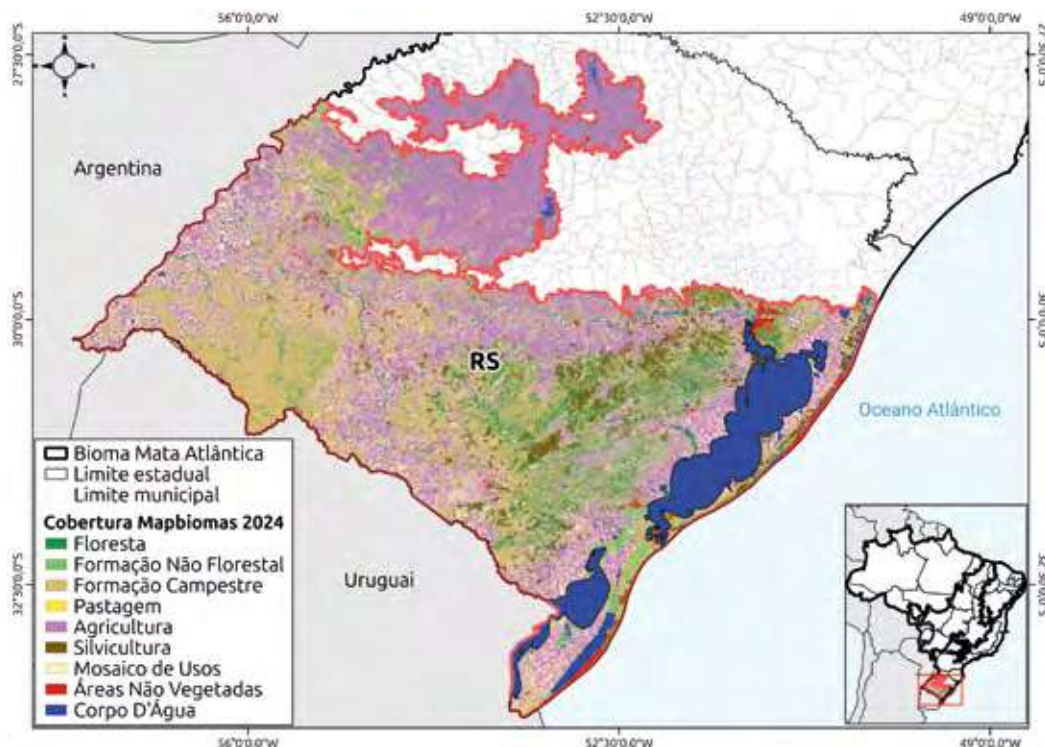 56°0'0,0"W
52°30'0,0"W
49°0'0,0"W
27°30'0,0"S
27°30'0,0"S
Argentina
30°0'0,0"S
30°0'0,0"S
RS
Oceano Atlântico
Bioma Mata Atlântica
Limite estadual
Limite municipal
Cobertura Mapbiomas 2024
Floresta
Formação Não Florestal
Formação Campestre
Pastagem
Agricultura
Silvicultura
Mosaico de Usos
Áreas Não Vegetadas
Corpo D'Água
Uruguai
32°30'0,0"S
32°30'0,0"S
56°0'0,0"W
52°30'0,0"W
49°0'0,0"W